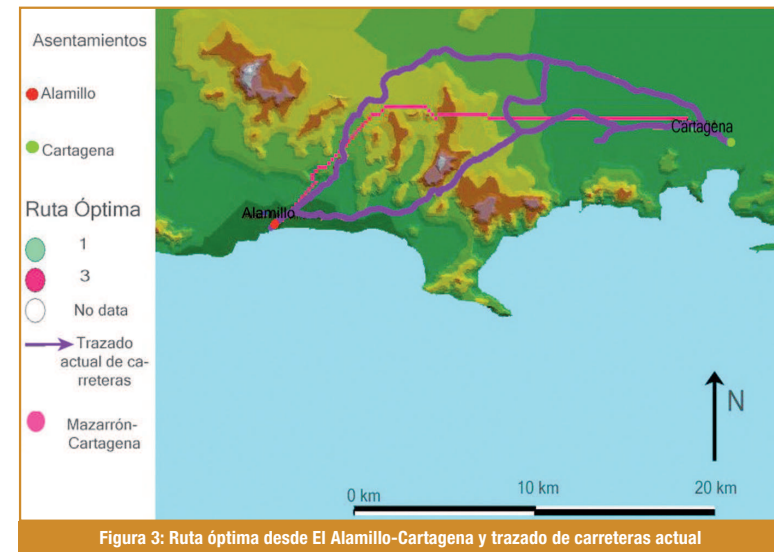 Asentamientos
Alamillo
Cartagena
Ruta Óptima
1
3
No data
Trazado
actual de ca-
rreteras
Mazarrón-
Cartagena
Cartagena
Alamillo
N
0 km
10 km
20 km
Figura 3: Ruta óptima desde El Alamillo-Cartagena y trazado de carreteras actual